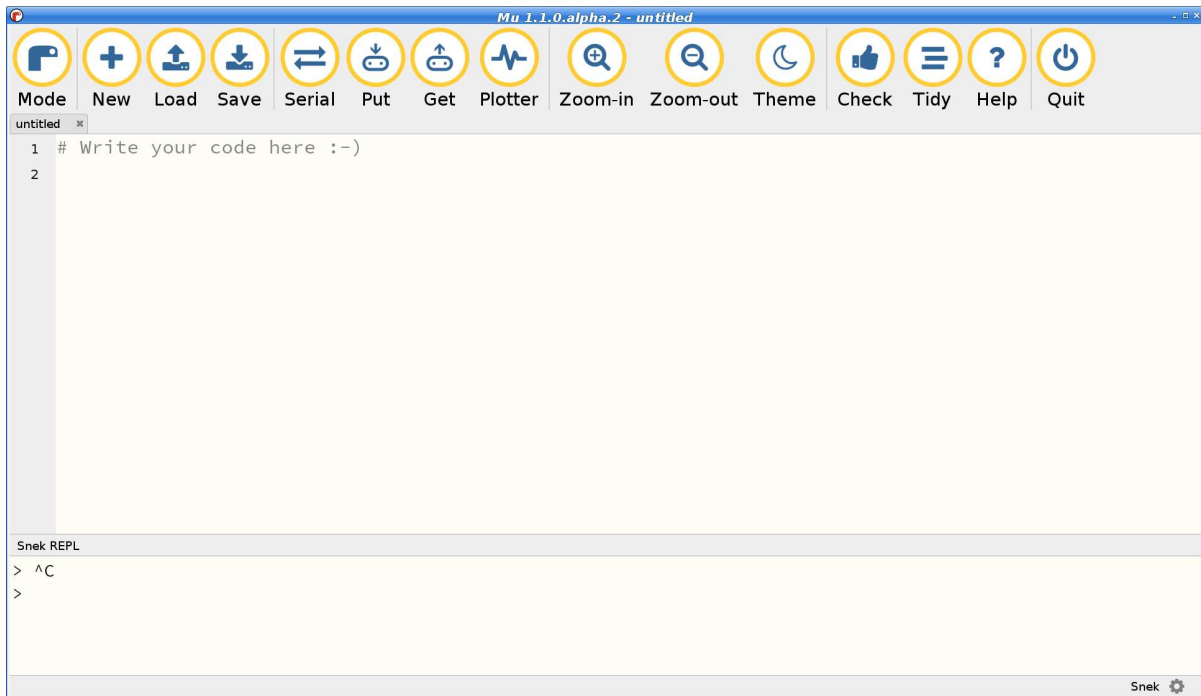 Mu 1.1.0.alpha.2 - untitled
Mode New Load Save Serial Put Get Plotter Zoom-in Zoom-out Theme Check Tidy Help Quit
untitled
1 # Write your code here :-)
2
Snek REPL
> ^C
>
Snek